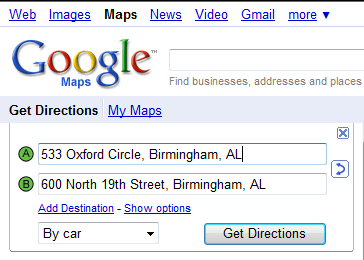 Web Images Maps News Video Gmail more ▼
Google™
Maps
Find businesses, addresses and places
Get Directions My Maps
A 533 Oxford Circle, Birmingham, AL
B 600 North 19th Street, Birmingham, AL
Add Destination - Show options
By car Get Directions